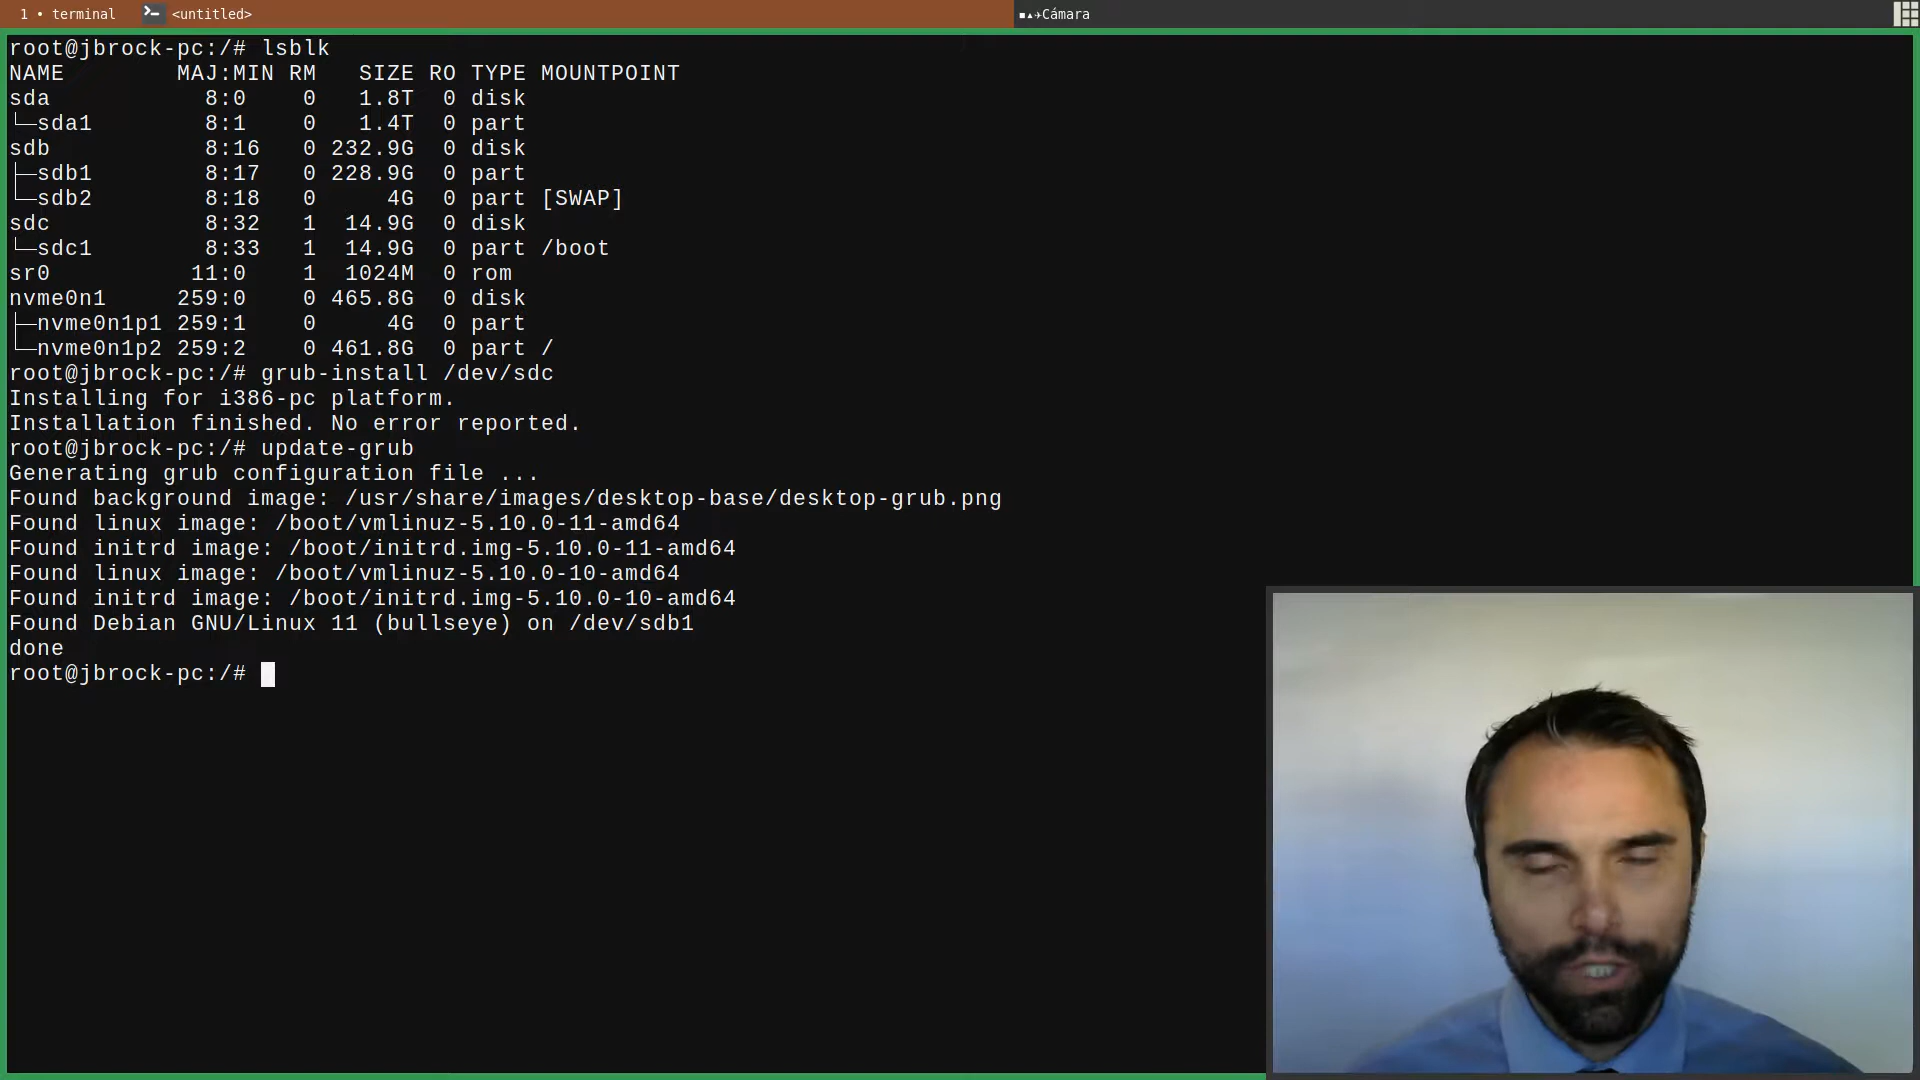 1 • terminal <untitled> Cámara
root@jbrock-pc:/# lsblk
NAME        MAJ:MIN RM   SIZE RO TYPE MOUNTPOINT
sda           8:0    0   1.8T  0 disk
└─sda1        8:1    0   1.4T  0 part
sdb           8:16   0 232.9G  0 disk
├─sdb1        8:17   0 228.9G  0 part
└─sdb2        8:18   0     4G  0 part [SWAP]
sdc           8:32   1  14.9G  0 disk
└─sdc1        8:33   1  14.9G  0 part /boot
sr0          11:0    1  1024M  0 rom
nvme0n1     259:0    0 465.8G  0 disk
├─nvme0n1p1 259:1    0     4G  0 part
└─nvme0n1p2 259:2    0 461.8G  0 part /
root@jbrock-pc:/# grub-install /dev/sdc
Installing for i386-pc platform.
Installation finished. No error reported.
root@jbrock-pc:/# update-grub
Generating grub configuration file ...
Found background image: /usr/share/images/desktop-base/desktop-grub.png
Found linux image: /boot/vmlinuz-5.10.0-11-amd64
Found initrd image: /boot/initrd.img-5.10.0-11-amd64
Found linux image: /boot/vmlinuz-5.10.0-10-amd64
Found initrd image: /boot/initrd.img-5.10.0-10-amd64
Found Debian GNU/Linux 11 (bullseye) on /dev/sdb1
done
root@jbrock-pc:/#